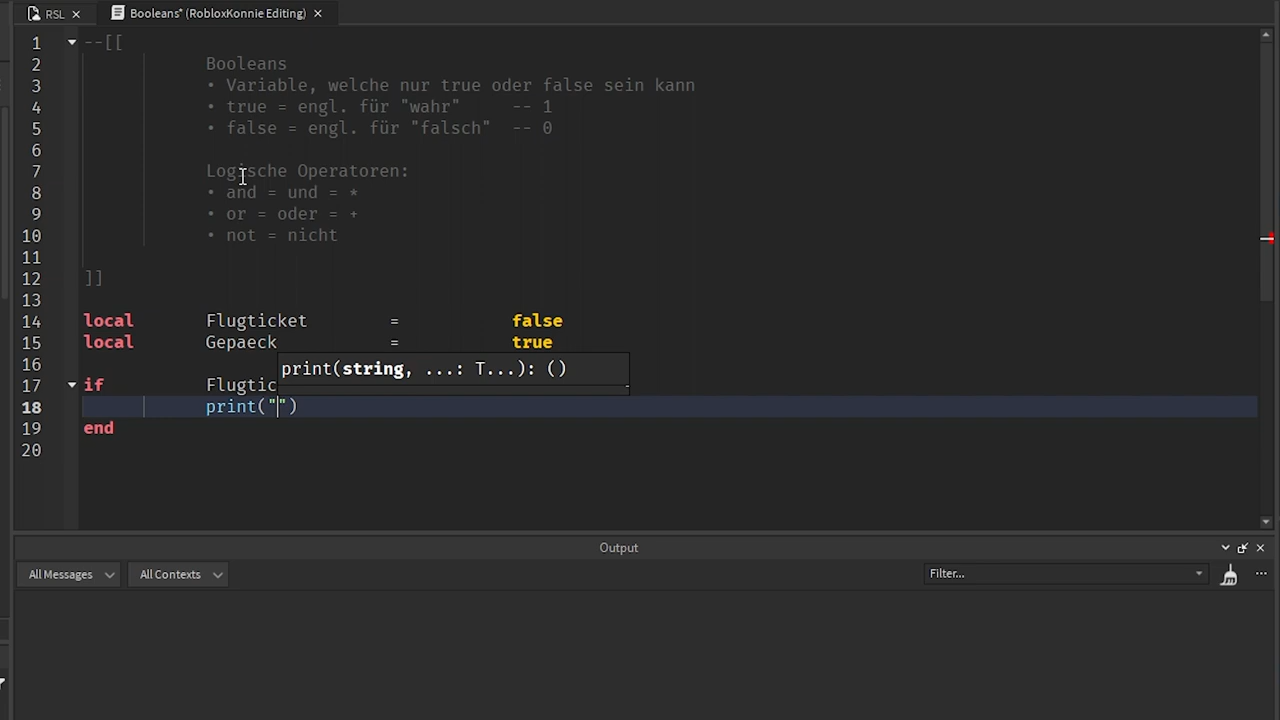 RSL
Booleans* (RobloxKonnie Editing)
1 --[[
2 Booleans
3 • Variable, welche nur true oder false sein kann
4 • true = engl. für "wahr" -- 1
5 • false = engl. für "falsch" -- 0
6
7 Logische Operatoren:
8 • and = und = *
9 • or = oder = +
10 • not = nicht
11
12 ]]
13
14 local Flugticket = false
15 local Gepaeck = true
16
print(string, ...: T...): ()
17 if Flugtic
18 print("")
19 end
20
Output
All Messages All Contexts Filter... ...